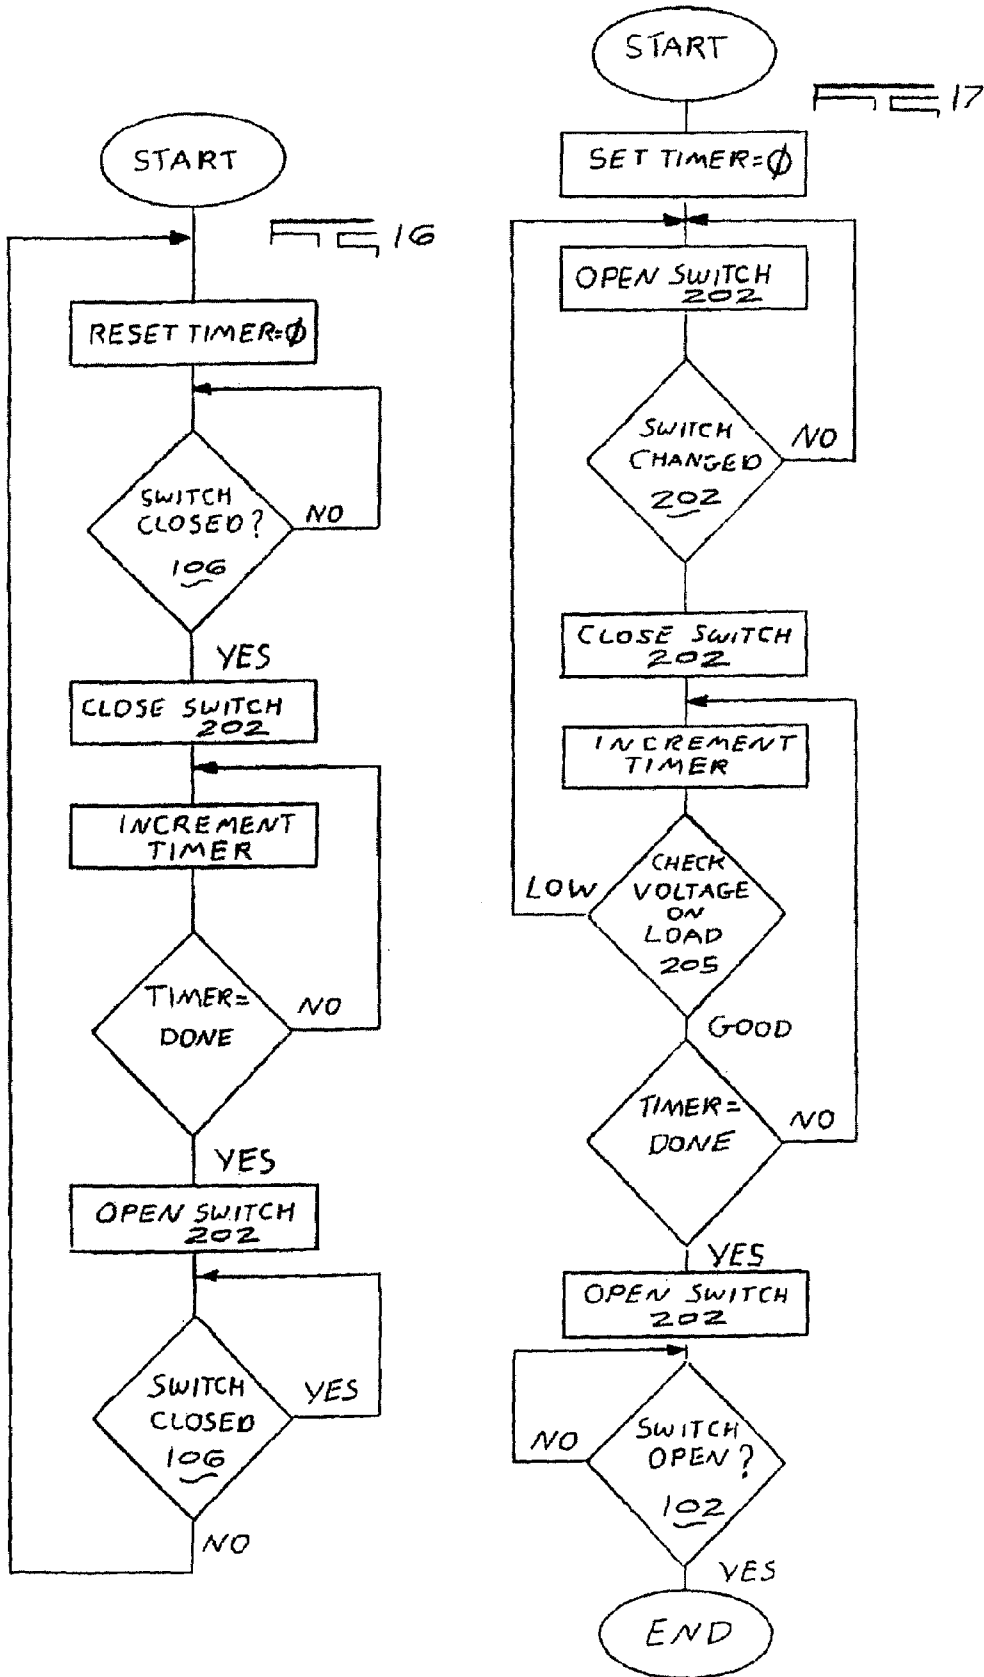 START
FIG 16
RESET TIMER=Ø
SWITCH
CLOSED?
106
NO
YES
CLOSE SWITCH
202
INCREMENT
TIMER
TIMER=
DONE
NO
YES
OPEN SWITCH
202
SWITCH
CLOSED
106
YES
NO
START
FIG 17
SET TIMER=Ø
OPEN SWITCH
202
SWITCH
CHANGED
202
NO
CLOSE SWITCH
202
INCREMENT
TIMER
CHECK
VOLTAGE
ON
LOAD
205
LOW
GOOD
TIMER=
DONE
NO
YES
OPEN SWITCH
202
SWITCH
OPEN?
102
NO
YES
END